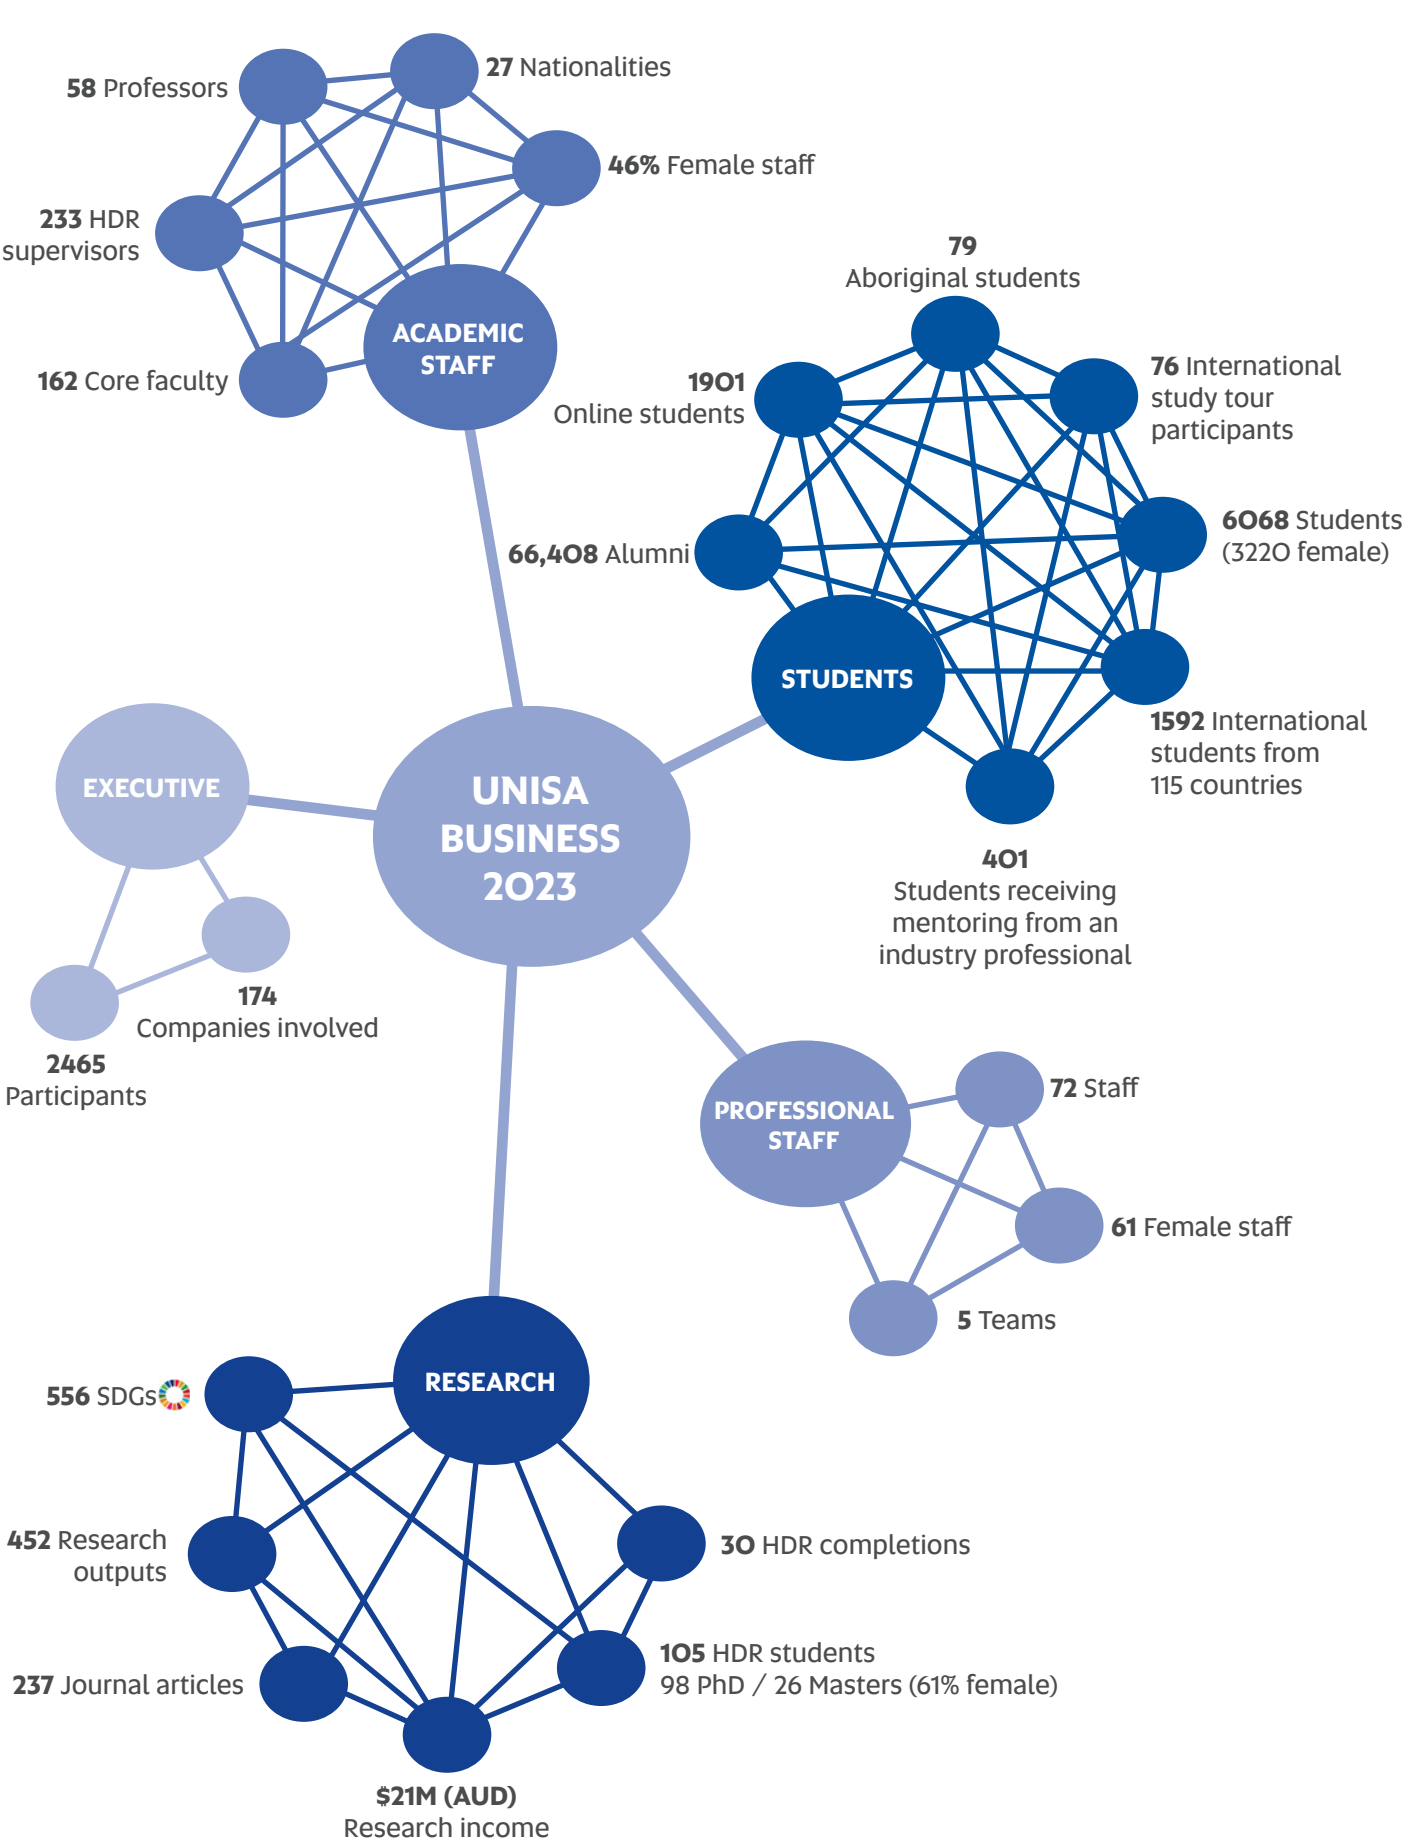 27 Nationalities
58 Professors
46% Female staff
233 HDR
supervisors
162 Core faculty
ACADEMIC
STAFF
79
Aboriginal students
76 International
study tour
participants
1901
Online students
6068 Students
(3220 female)
66,408 Alumni
STUDENTS
1592 International
students from
115 countries
401
Students receiving
mentoring from an
industry professional
EXECUTIVE
UNISA
BUSINESS
2023
174
Companies involved
2465
Participants
PROFESSIONAL
STAFF
72 Staff
61 Female staff
5 Teams
RESEARCH
556 SDGs
452 Research
outputs
30 HDR completions
105 HDR students
98 PhD / 26 Masters (61% female)
237 Journal articles
$21M (AUD)
Research income